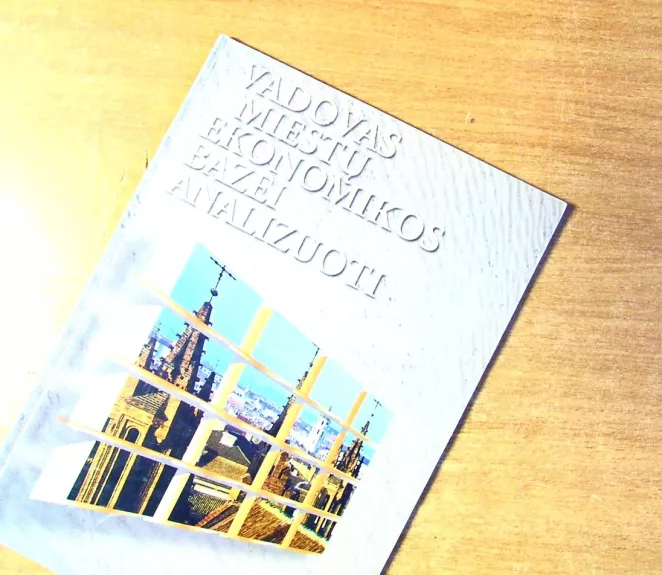 VADOVAS
MIESTŲ
EKONOMIKOS
BAZEI
ANALIZUOTI